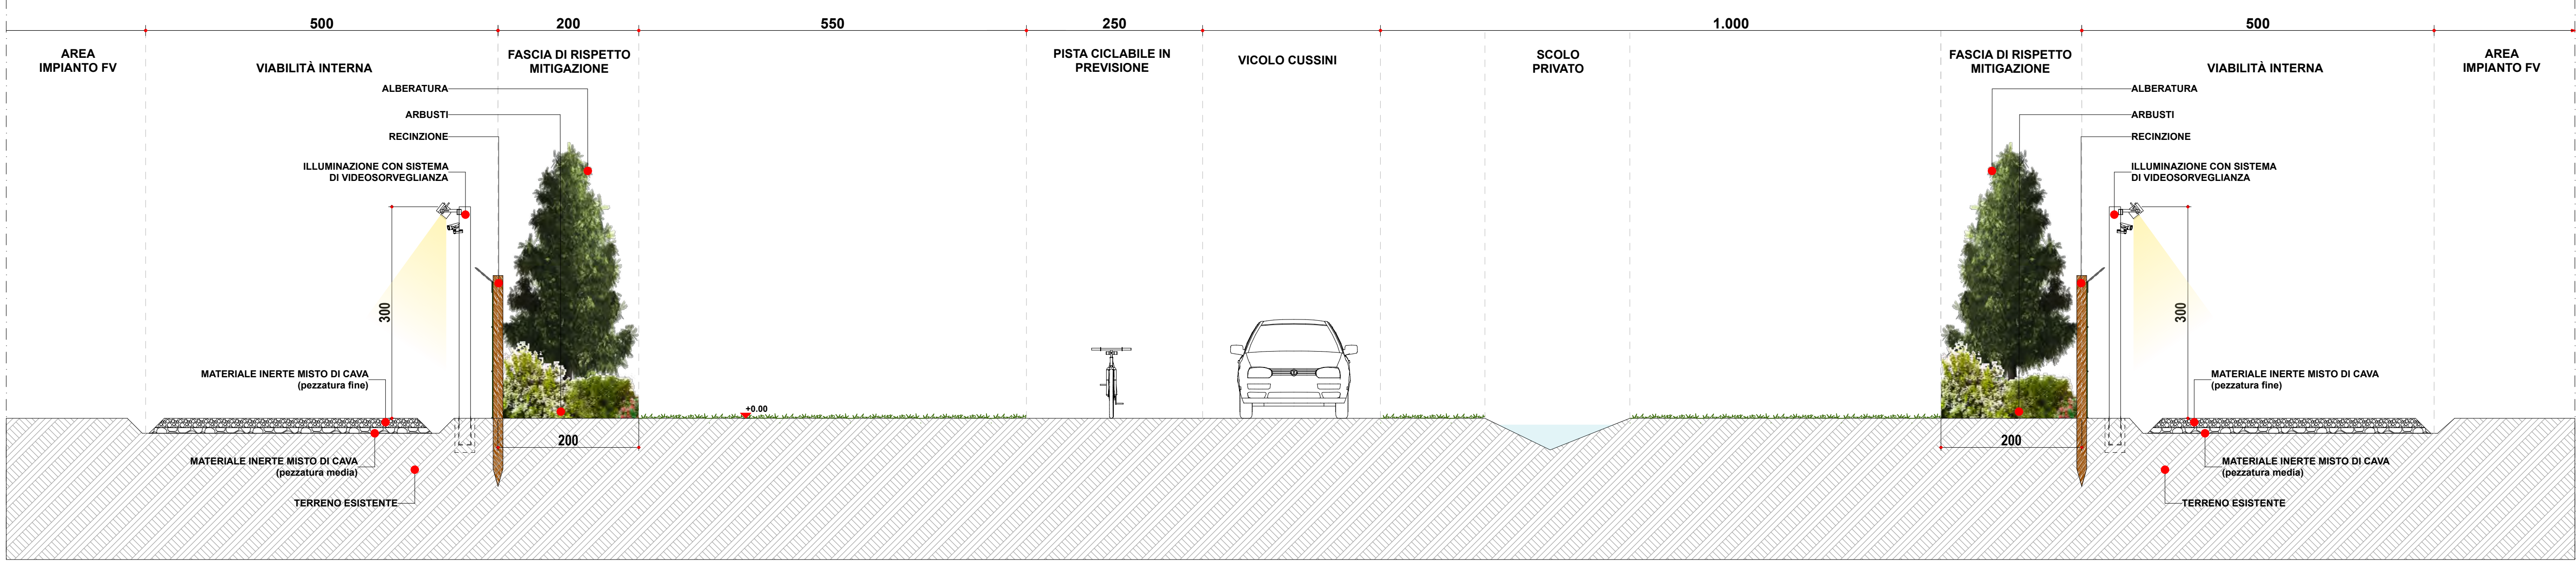 500
200
550
250
1.000
500
AREA
IMPIANTO FV
VIABILITÀ INTERNA
FASCIA DI RISPETTO
MITIGAZIONE
PISTA CICLABILE IN
PREVISIONE
VICOLO CUSSINI
SCOLO
PRIVATO
FASCIA DI RISPETTO
MITIGAZIONE
VIABILITÀ INTERNA
AREA
IMPIANTO FV
ALBERATURA
ARBUSTI
RECINZIONE
ILLUMINAZIONE CON SISTEMA
DI VIDEOSORVEGLIANZA
300
MATERIALE INERTE MISTO DI CAVA
(pezzatura fine)
MATERIALE INERTE MISTO DI CAVA
(pezzatura media)
TERRENO ESISTENTE
200
+0.00
ALBERATURA
ARBUSTI
RECINZIONE
ILLUMINAZIONE CON SISTEMA
DI VIDEOSORVEGLIANZA
300
MATERIALE INERTE MISTO DI CAVA
(pezzatura fine)
200
MATERIALE INERTE MISTO DI CAVA
(pezzatura media)
TERRENO ESISTENTE